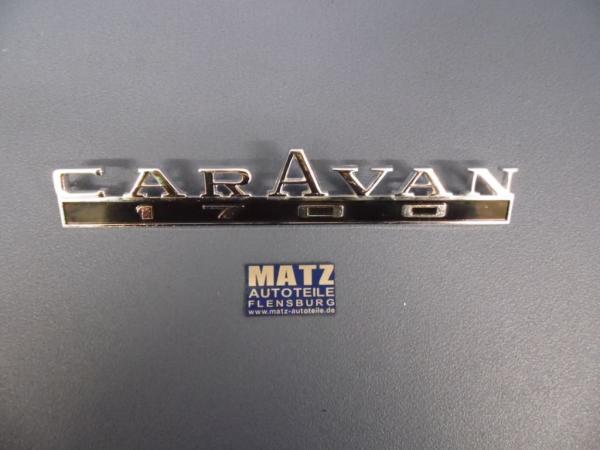 CARAVAN
1700
MATZ
AUTOTEILE
FLENSBURG
www.matz-autoteile.de